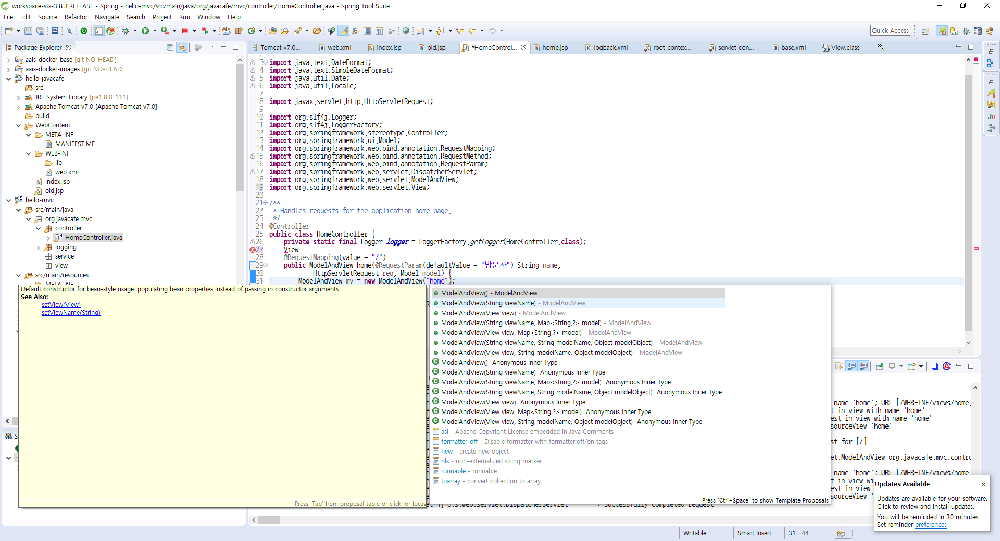 workspace-sts-3.8.3.RELEASE - Spring - hello-mvc/src/main/java/org/javacafe/mvc/controller/HomeController.java - Spring Tool Suite
File Edit Source Refactor Navigate Search Project Run Window Help
Quick Access
Package Explorer
aais-docker-base [git NO-HEAD]
aais-docker-images [git NO-HEAD]
hello-javacafe
src
JRE System Library [jre1.8.0_111]
Apache Tomcat v7.0 [Apache Tomcat v7.0]
build
WebContent
META-INF
MANIFEST.MF
WEB-INF
lib
web.xml
index.jsp
old.jsp
hello-mvc
src/main/java
org.javacafe.mvc
controller
HomeController.java
logging
service
view
src/main/resources
META-INF
Tomcat v7.0... web.xml index.jsp old.jsp *HomeControl... home.jsp logback.xml root-contex... servlet-con... base.xml View.class »5
3 import java.text.DateFormat;
4 import java.text.SimpleDateFormat;
5 import java.util.Date;
6 import java.util.Locale;
7
8 import javax.servlet.http.HttpServletRequest;
9
10 import org.slf4j.Logger;
11 import org.slf4j.LoggerFactory;
12 import org.springframework.stereotype.Controller;
13 import org.springframework.ui.Model;
14 import org.springframework.web.bind.annotation.RequestMapping;
15 import org.springframework.web.bind.annotation.RequestMethod;
16 import org.springframework.web.bind.annotation.RequestParam;
17 import org.springframework.web.servlet.DispatcherServlet;
18 import org.springframework.web.servlet.ModelAndView;
19 import org.springframework.web.servlet.View;
20
21 /**
22 * Handles requests for the application home page.
23 */
24 @Controller
25 public class HomeController {
26 private static final Logger logger = LoggerFactory.getLogger(HomeController.class);
27 View
28 @RequestMapping(value = "/")
29 public ModelAndView home(@RequestParam(defaultValue = "방문자") String name,
30 HttpServletRequest req, Model model) {
31 ModelAndView mv = new ModelAndView("home");
Default constructor for bean-style usage: populating bean properties instead of passing in constructor arguments.
See Also:
setView(View)
setViewName(String)
Press 'Tab' from proposal table or click for focus
ModelAndView() - ModelAndView
ModelAndView(String viewName) - ModelAndView
ModelAndView(View view) - ModelAndView
ModelAndView(String viewName, Map<String,?> model) - ModelAndView
ModelAndView(View view, Map<String,?> model) - ModelAndView
ModelAndView(String viewName, String modelName, Object modelObject) - ModelAndView
ModelAndView(View view, String modelName, Object modelObject) - ModelAndView
ModelAndView() Anonymous Inner Type
ModelAndView(String viewName) Anonymous Inner Type
ModelAndView(String viewName, Map<String,?> model) Anonymous Inner Type
ModelAndView(String viewName, String modelName, Object modelObject) Anonymous Inner Type
ModelAndView(View view) Anonymous Inner Type
ModelAndView(View view, Map<String,?> model) Anonymous Inner Type
ModelAndView(View view, String modelName, Object modelObject) Anonymous Inner Type
asl - Apache Copyright License embedded in Java Comments
formatter-off - Disable formatter with formatter:off/on tags
new - create new object
nls - non-externalized string marker
runnable - runnable
toarray - convert collection to array
Press 'Ctrl+Space' to show Template Proposals
name 'home'; URL [/WEB-INF/views/home.
t in view with name 'home'
est in view with name 'home'
sourceView 'home'
st for [/]
et.ModelAndView org.javacafe.mvc.contro
name 'home'; URL [/WEB-INF/views/home.
t in view wi
est in view
sourceView
o.s.web.servlet.DispatcherServlet : Successfully completed request
Updates Available
Updates are available for your software.
Click to review and install updates.
You will be reminded in 30 minutes.
Set reminder preferences
Writable Smart Insert 31 : 44